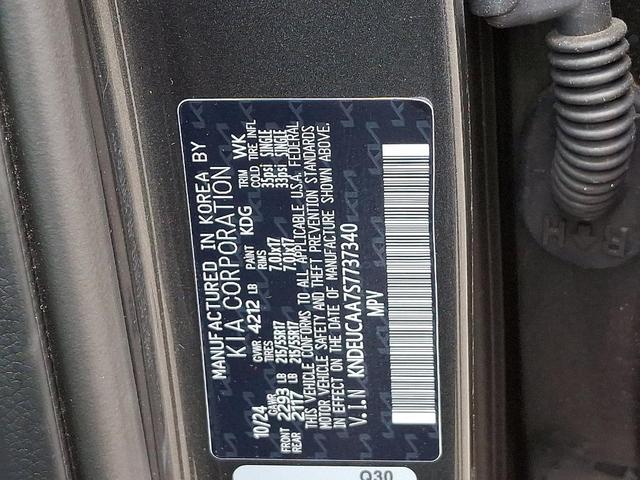 MANUFACTURED IN KOREA BY
KIA CORPORATION
10/24 GVWR 4212 LB PAINT KDG TRIM WK
GAWR TIRES RIMS COLD TIRE INFL
FRONT 2293 LB 215/55R17 7.0Jx17 35psi SINGLE
REAR 2117 LB 215/55R17 7.0Jx17 33psi SINGLE
THIS VEHICLE CONFORMS TO ALL APPLICABLE U.S.A. FEDERAL
MOTOR VEHICLE SAFETY AND THEFT PREVENTION STANDARDS
IN EFFECT ON THE DATE OF MANUFACTURE SHOWN ABOVE.
V.I.N KNDEUCAA7S7737340
MPV
Q30